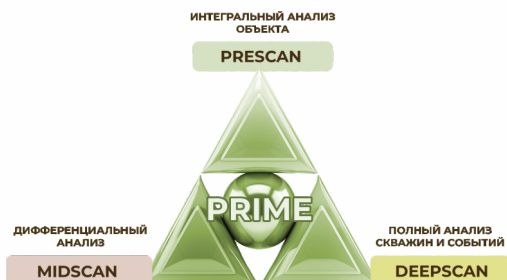 ИНТЕГРАЛЬНЫЙ АНАЛИЗ
ОБЪЕКТА
PRESCAN
PRIME
ДИФФЕРЕНЦИАЛЬНЫЙ
АНАЛИЗ
MIDSCAN
ПОЛНЫЙ АНАЛИЗ
СКВАЖИН И СОБЫТИЙ
DEEPSCAN